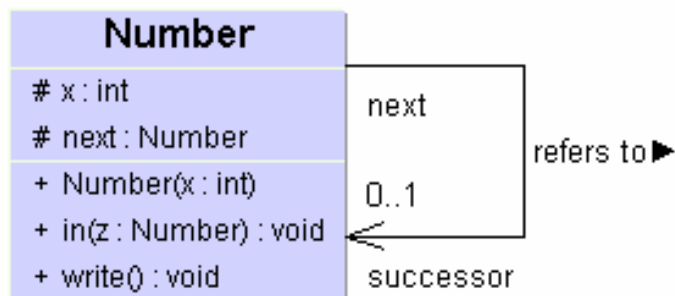 Number
# x : int
# next : Number
+ Number(x : int)
+ in(z : Number) : void
+ write() : void
next
0..1
successor
refers to▶